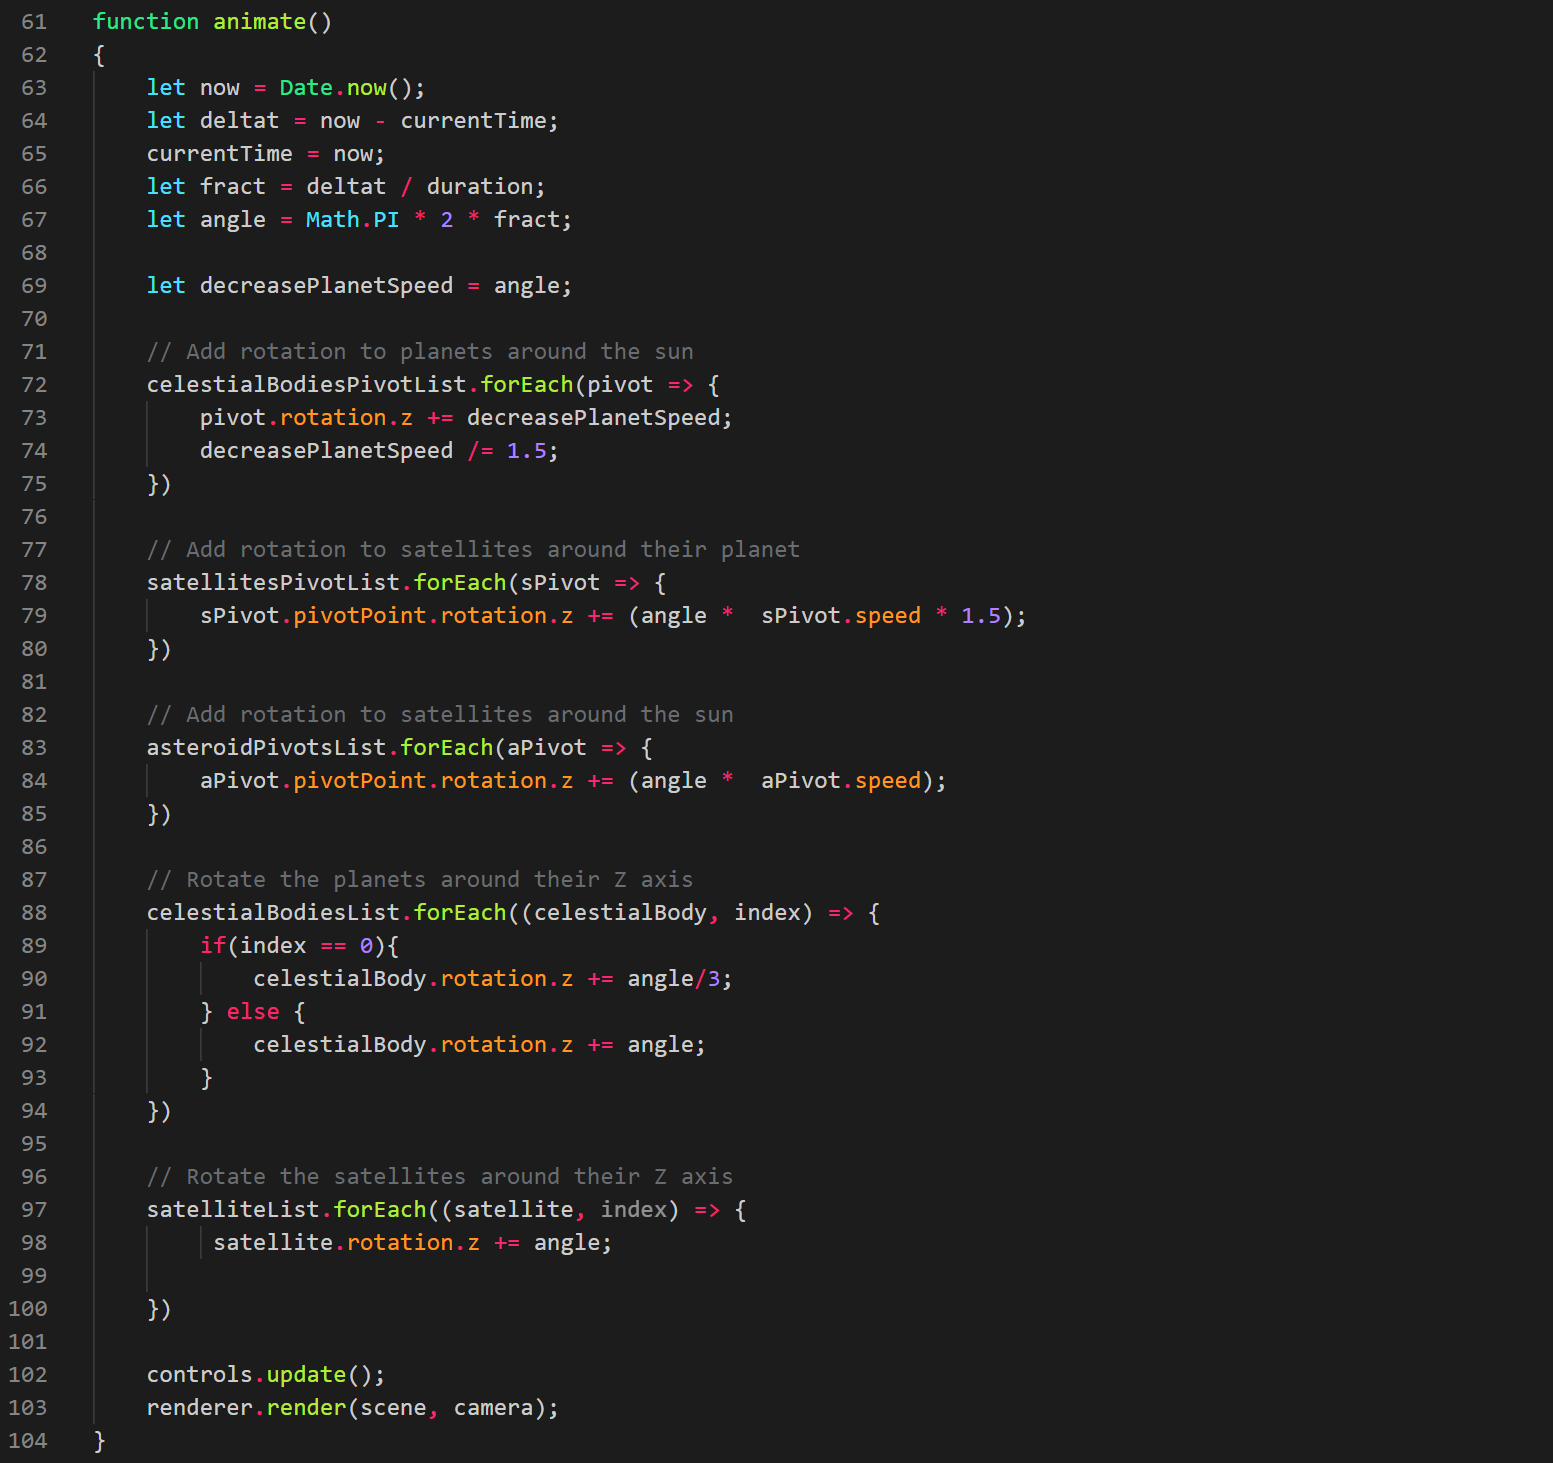 61 function animate()
62 {
63     let now = Date.now();
64     let deltat = now - currentTime;
65     currentTime = now;
66     let fract = deltat / duration;
67     let angle = Math.PI * 2 * fract;
68
69     let decreasePlanetSpeed = angle;
70
71     // Add rotation to planets around the sun
72     celestialBodiesPivotList.forEach(pivot => {
73         pivot.rotation.z += decreasePlanetSpeed;
74         decreasePlanetSpeed /= 1.5;
75     })
76
77     // Add rotation to satellites around their planet
78     satellitesPivotList.forEach(sPivot => {
79         sPivot.pivotPoint.rotation.z += (angle *  sPivot.speed * 1.5);
80     })
81
82     // Add rotation to satellites around the sun
83     asteroidPivotsList.forEach(aPivot => {
84         aPivot.pivotPoint.rotation.z += (angle *  aPivot.speed);
85     })
86
87     // Rotate the planets around their Z axis
88     celestialBodiesList.forEach((celestialBody, index) => {
89         if(index == 0){
90             celestialBody.rotation.z += angle/3;
91         } else {
92             celestialBody.rotation.z += angle;
93         }
94     })
95
96     // Rotate the satellites around their Z axis
97     satelliteList.forEach((satellite, index) => {
98          satellite.rotation.z += angle;
99
100     })
101
102     controls.update();
103     renderer.render(scene, camera);
104 }